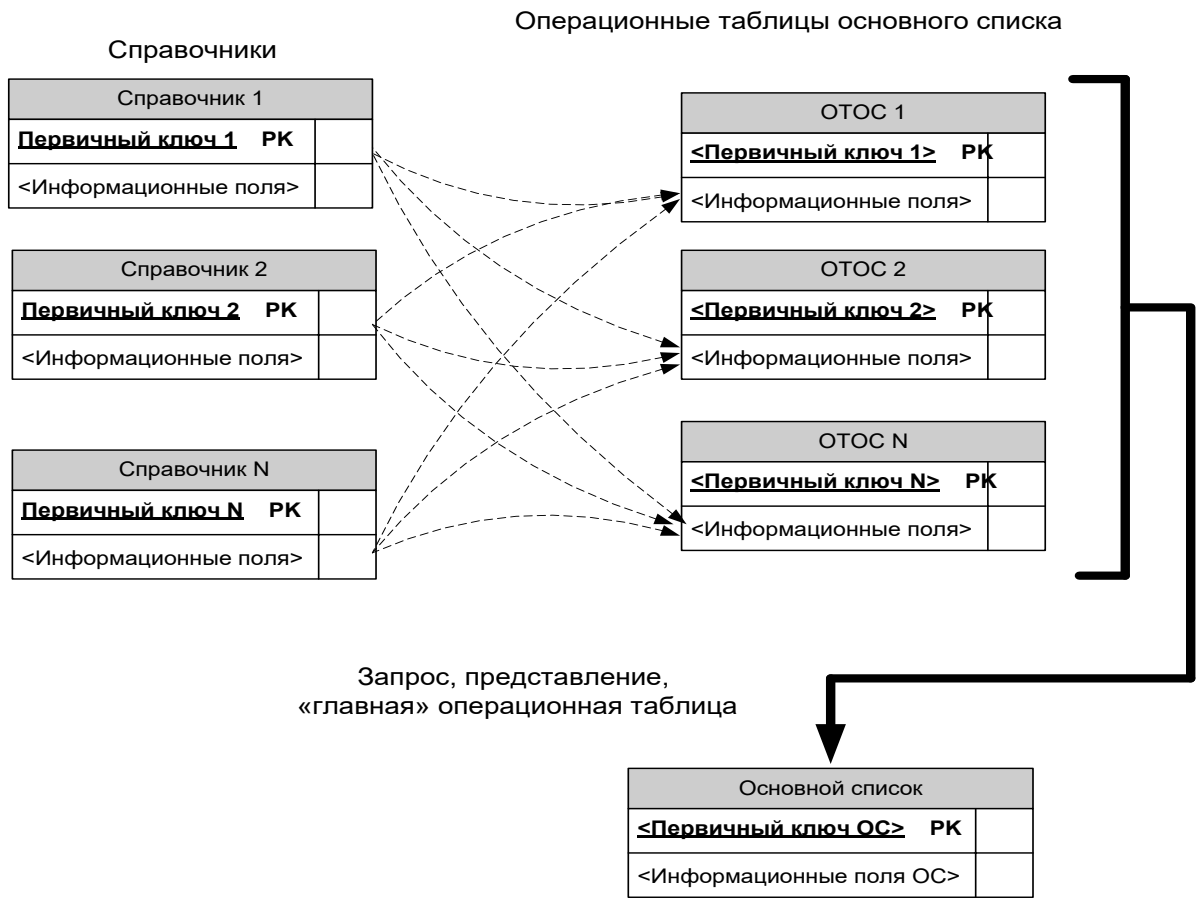 Операционные таблицы основного списка
Справочники
Справочник 1
Первичный ключ 1 PK
<Информационные поля>
Справочник 2
Первичный ключ 2 PK
<Информационные поля>
Справочник N
Первичный ключ N PK
<Информационные поля>
ОТОС 1
<Первичный ключ 1> PK
<Информационные поля>
ОТОС 2
<Первичный ключ 2> PK
<Информационные поля>
ОТОС N
<Первичный ключ N> PK
<Информационные поля>
Запрос, представление,
«главная» операционная таблица
Основной список
<Первичный ключ ОС> PK
<Информационные поля ОС>